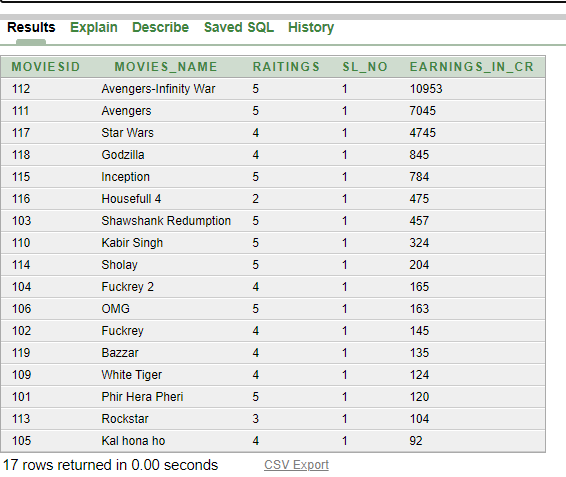 Results Explain Describe Saved SQL History
MOVIESID MOVIES_NAME RAITINGS SL_NO EARNINGS_IN_CR
112 Avengers-Infinity War 5 1 10953
111 Avengers 5 1 7045
117 Star Wars 4 1 4745
118 Godzilla 4 1 845
115 Inception 5 1 784
116 Housefull 4 2 1 475
103 Shawshank Redumption 5 1 457
110 Kabir Singh 5 1 324
114 Sholay 5 1 204
104 Fuckrey 2 4 1 165
106 OMG 5 1 163
102 Fuckrey 4 1 145
119 Bazzar 4 1 135
109 White Tiger 4 1 124
101 Phir Hera Pheri 5 1 120
113 Rockstar 3 1 104
105 Kal hona ho 4 1 92
17 rows returned in 0.00 seconds CSV Export